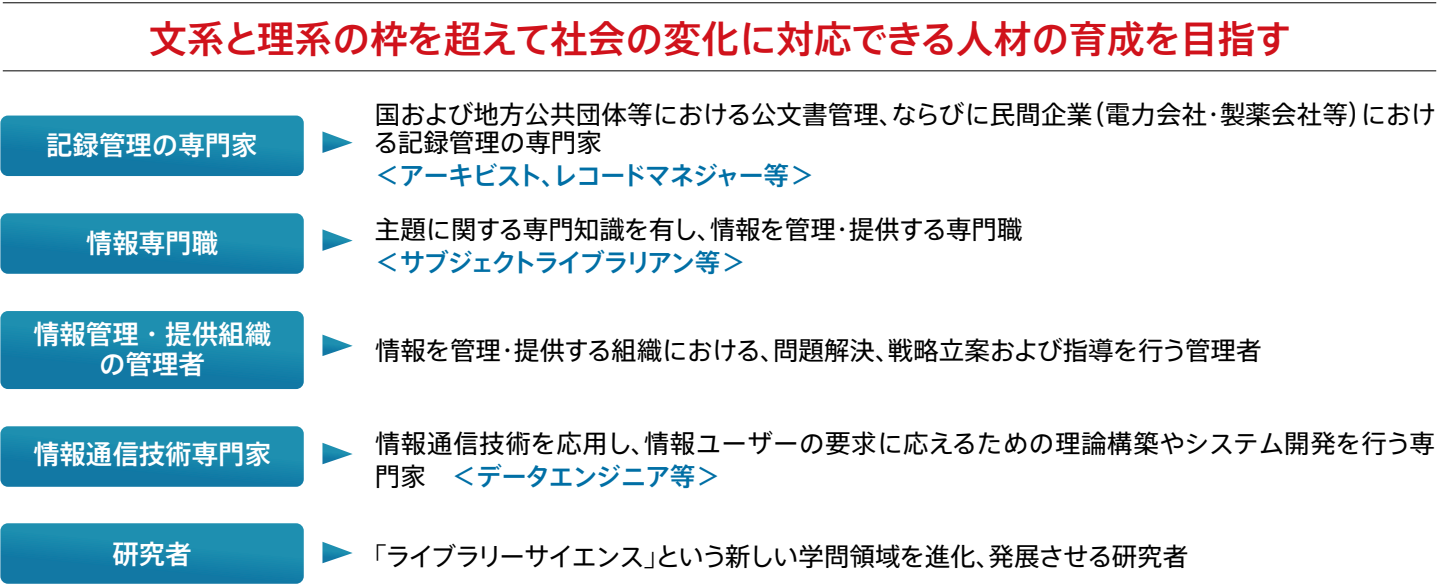 文系と理系の枠を超えて社会の変化に対応できる人材の育成を目指す
記録管理の専門家
国および地方公共団体等における公文書管理、ならびに民間企業(電力会社・製薬会社等)におけ
る記録管理の専門家
<アーキビスト、レコードマネジャー等>
情報専門職
主題に関する専門知識を有し、情報を管理・提供する専門職
<サブジェクトライブラリアン等>
情報管理・提供組織
の管理者
情報を管理・提供する組織における、問題解決、戦略立案および指導を行う管理者
情報通信技術専門家
情報通信技術を応用し、情報ユーザーの要求に応えるための理論構築やシステム開発を行う専
門家 <データエンジニア等>
研究者
「ライブラリーサイエンス」という新しい学問領域を進化、発展させる研究者